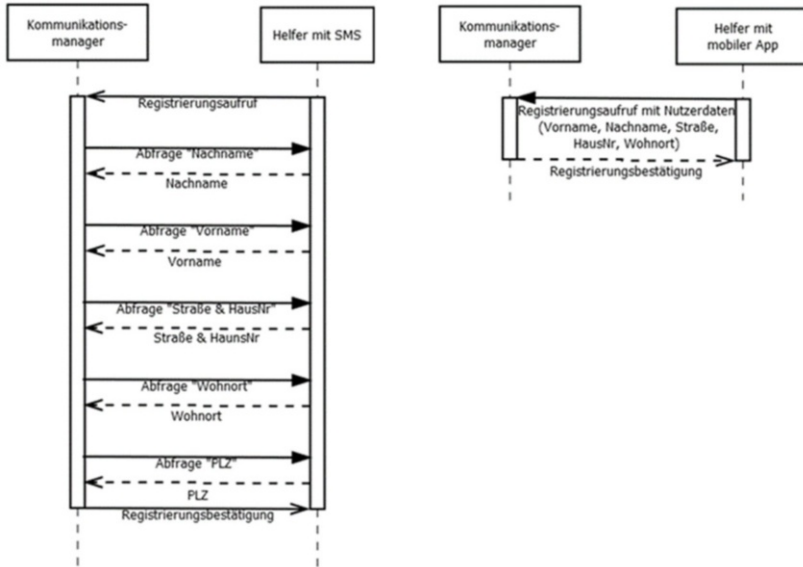 Kommunikations-
manager
Helfer mit SMS
Registrierungsaufruf
Abfrage "Nachname"
Nachname
Abfrage "Vorname"
Vorname
Abfrage "Straße & HausNr"
Straße & HaunsNr
Abfrage "Wohnort"
Wohnort
Abfrage "PLZ"
PLZ
Registrierungsbestätigung
Kommunikations-
manager
Helfer mit
mobiler App
Registrierungsaufruf mit Nutzerdaten
(Vorname, Nachname, Straße,
HausNr, Wohnort)
Registrierungsbestätigung